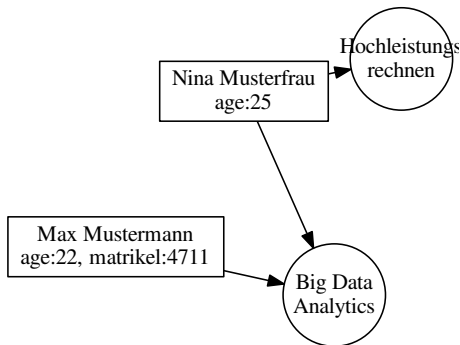 Hochleistungs
rechnen
Nina Musterfrau
age:25
Max Mustermann
age:22, matrikel:4711
Big Data
Analytics